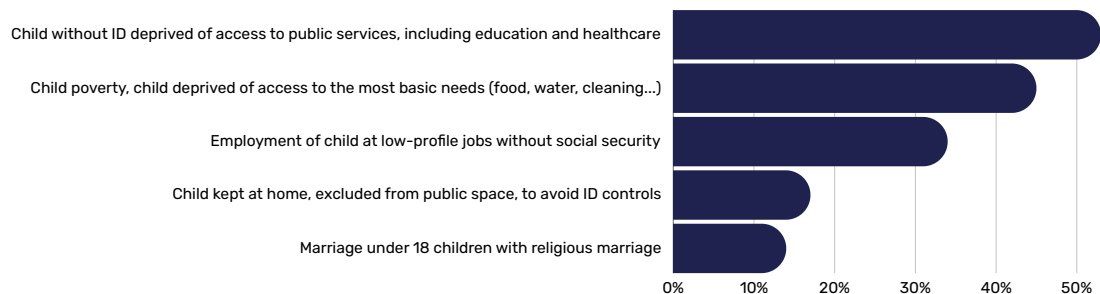 Child without ID deprived of access to public services, including education and healthcare
Child poverty, child deprived of access to the most basic needs (food, water, cleaning...)
Employment of child at low-profile jobs without social security
Child kept at home, excluded from public space, to avoid ID controls
Marriage under 18 children with religious marriage
0% 10% 20% 30% 40% 50%